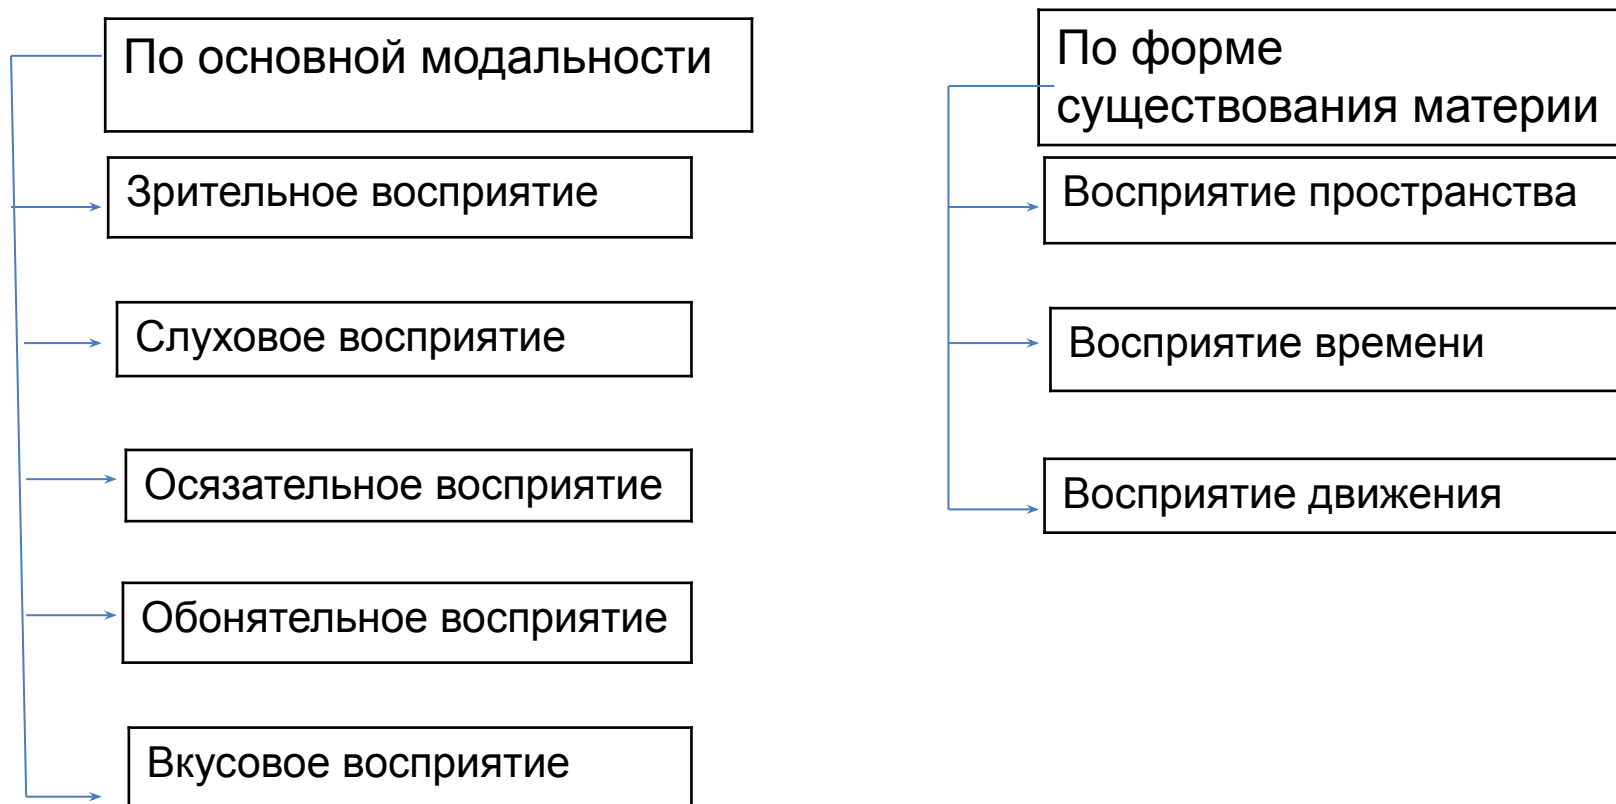 По основной модальности
Зрительное восприятие
Слуховое восприятие
Осязательное восприятие
Обонятельное восприятие
Вкусовое восприятие
По форме
существования материи
Восприятие пространства
Восприятие времени
Восприятие движения